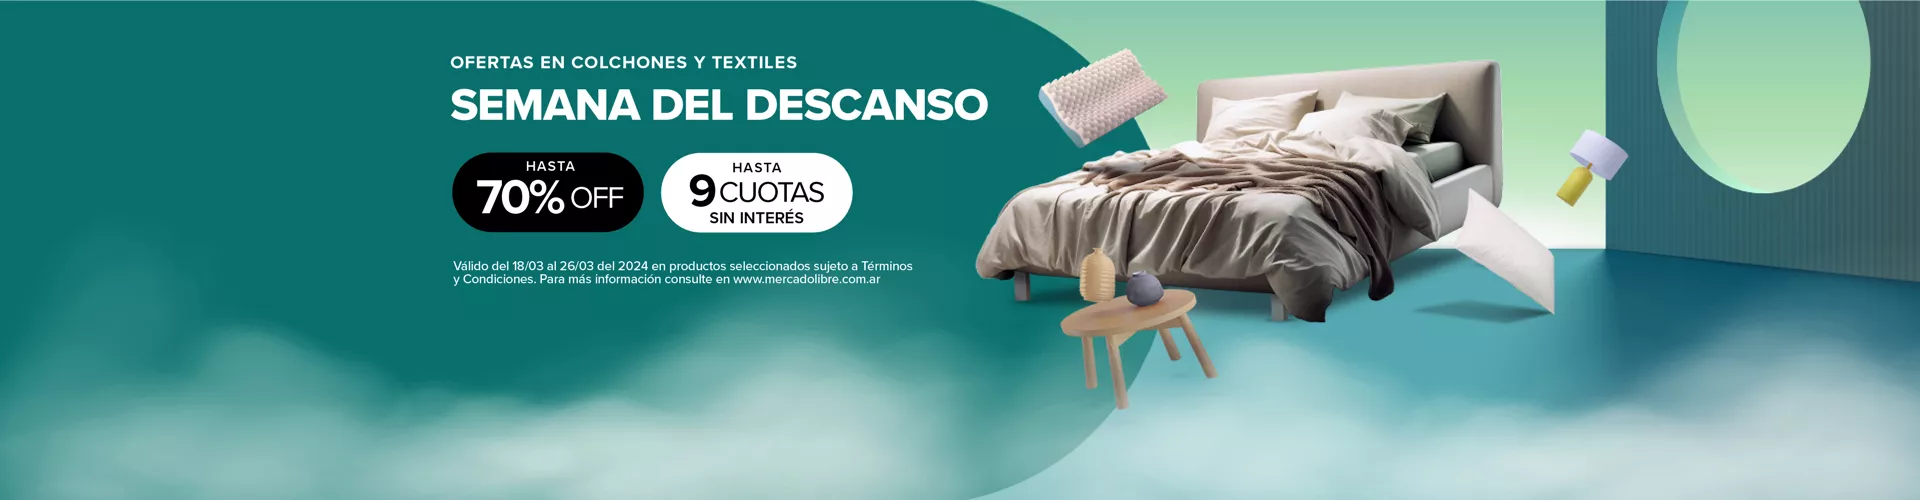 OFERTAS EN COLCHONES Y TEXTILES
SEMANA DEL DESCANSO
HASTA
70% OFF
HASTA
9 CUOTAS
SIN INTERÉS
Válido del 18/03 al 26/03 del 2024 en productos seleccionados sujeto a Términos
y Condiciones. Para más información consulte en www.mercadolibre.com.ar